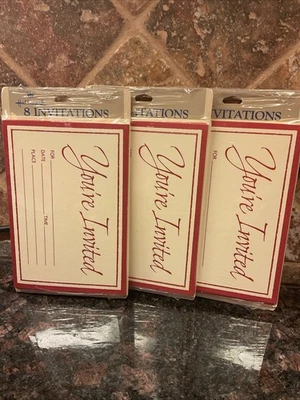 8 INVITATIONS
You're Invited
FOR
DATE TIME
PLACE
INVITATIONS
You're Invited
INVITATIONS
You're Invited
FOR